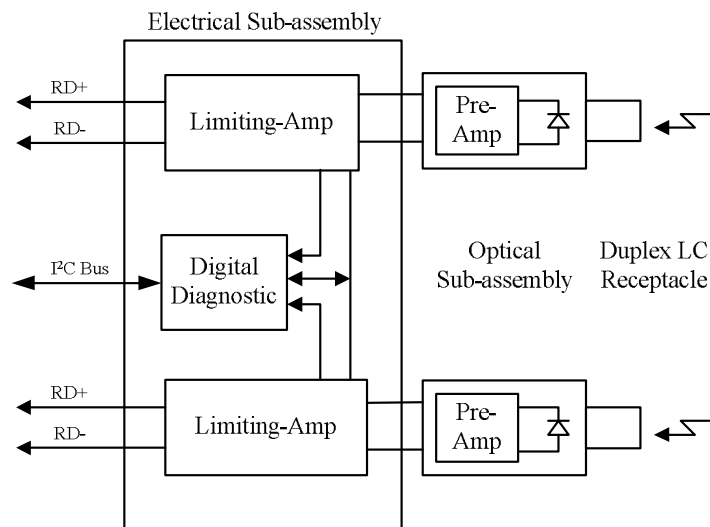 Electrical Sub-assembly
RD+
RD-
Limiting-Amp
Pre-
Amp
I²C Bus
Digital
Diagnostic
Optical
Sub-assembly
Duplex LC
Receptacle
RD+
RD-
Limiting-Amp
Pre-
Amp